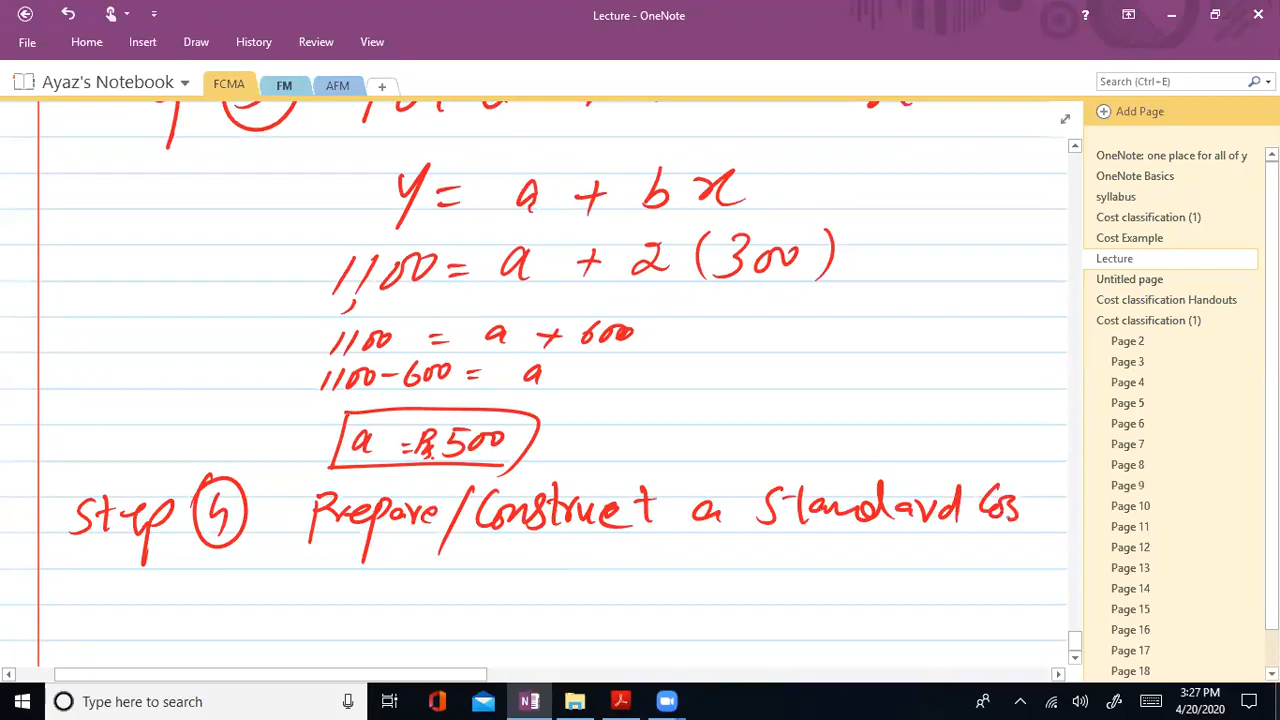 Lecture - OneNote
?
File Home Insert Draw History Review View
Ayaz's Notebook FCMA FM AFM +
Search (Ctrl+E)
Add Page
y = a + b x
1100 = a + 2 (300)
1100 = a + 600
1100-600 = a
a = Rs 500
Step 4 Prepare/Construct a Standard Cos
OneNote: one place for all of y
OneNote Basics
syllabus
Cost classification (1)
Cost Example
Lecture
Untitled page
Cost classification Handouts
Cost classification (1)
Page 2
Page 3
Page 4
Page 5
Page 6
Page 7
Page 8
Page 9
Page 10
Page 11
Page 12
Page 13
Page 14
Page 15
Page 16
Page 17
Page 18
Type here to search
3:27 PM
4/20/2020